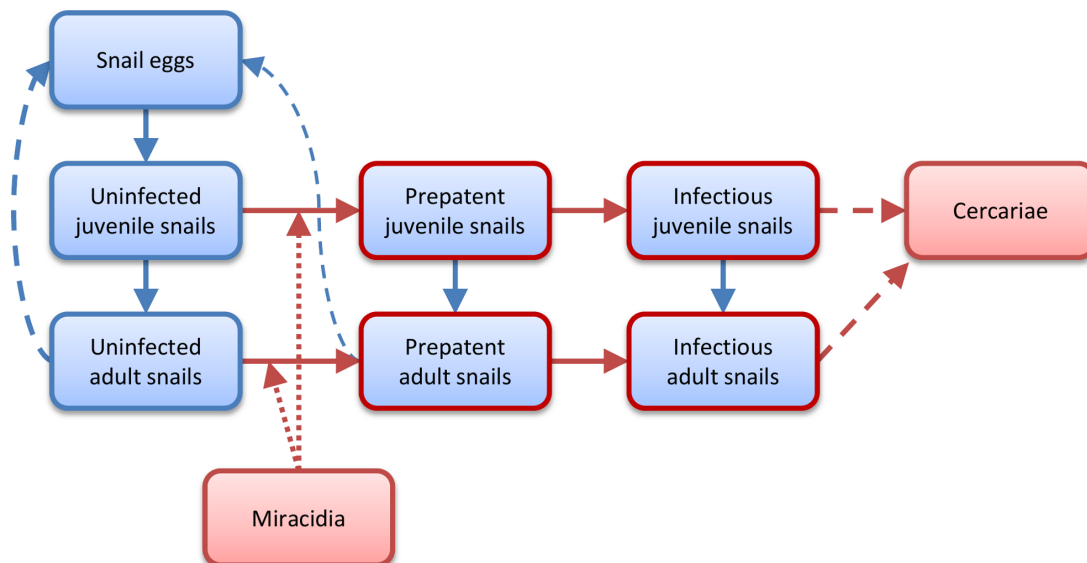 Snail eggs
Uninfected
juvenile snails
Prepatent
juvenile snails
Infectious
juvenile snails
Cercariae
Uninfected
adult snails
Prepatent
adult snails
Infectious
adult snails
Miracidia